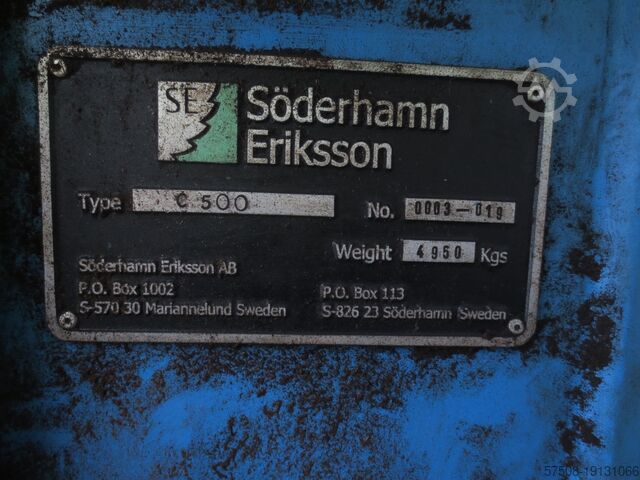 SE Söderhamn
Eriksson
Type C 500 No. 0003-019
Weight 4950 Kgs
Söderhamn Eriksson AB
P.O. Box 1002 P.O. Box 113
S-570 30 Mariannelund Sweden S-826 23 Söderhamn Sweden
57508-19131066